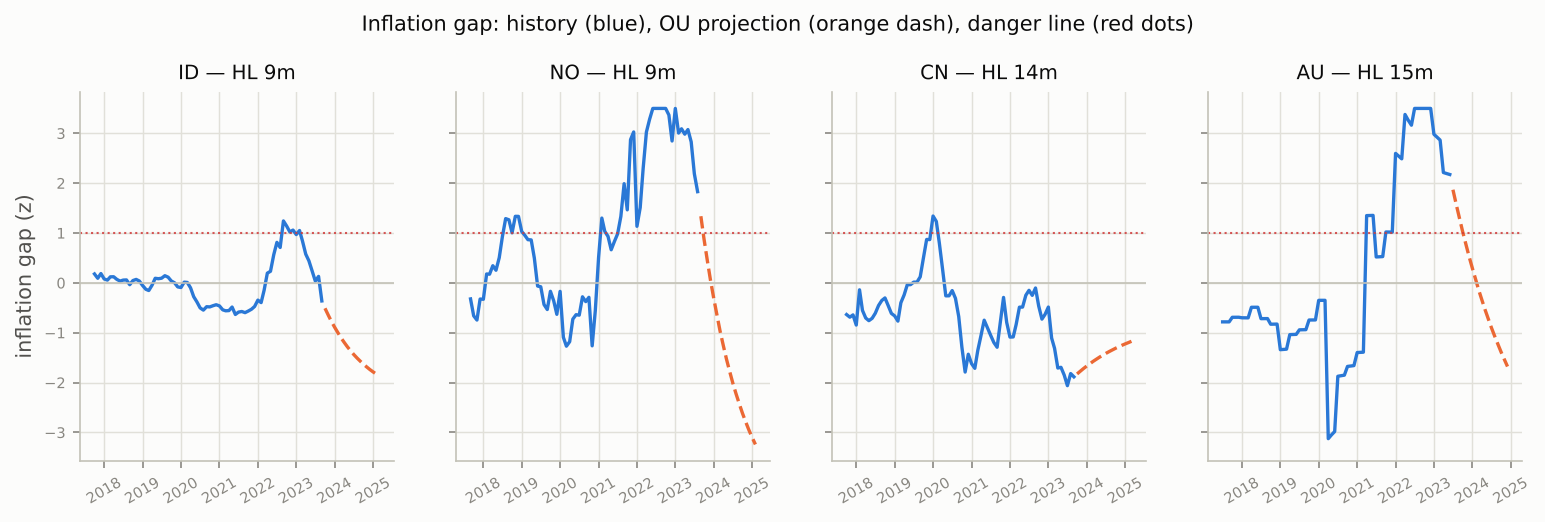 Inflation gap: history (blue), OU projection (orange dash), danger line (red dots)
ID — HL 9m
NO — HL 9m
CN — HL 14m
AU — HL 15m
inflation gap (z)
3
2
1
0
−1
−2
−3
2018 2019 2020 2021 2022 2023 2024 2025
2018 2019 2020 2021 2022 2023 2024 2025
2018 2019 2020 2021 2022 2023 2024 2025
2018 2019 2020 2021 2022 2023 2024 2025